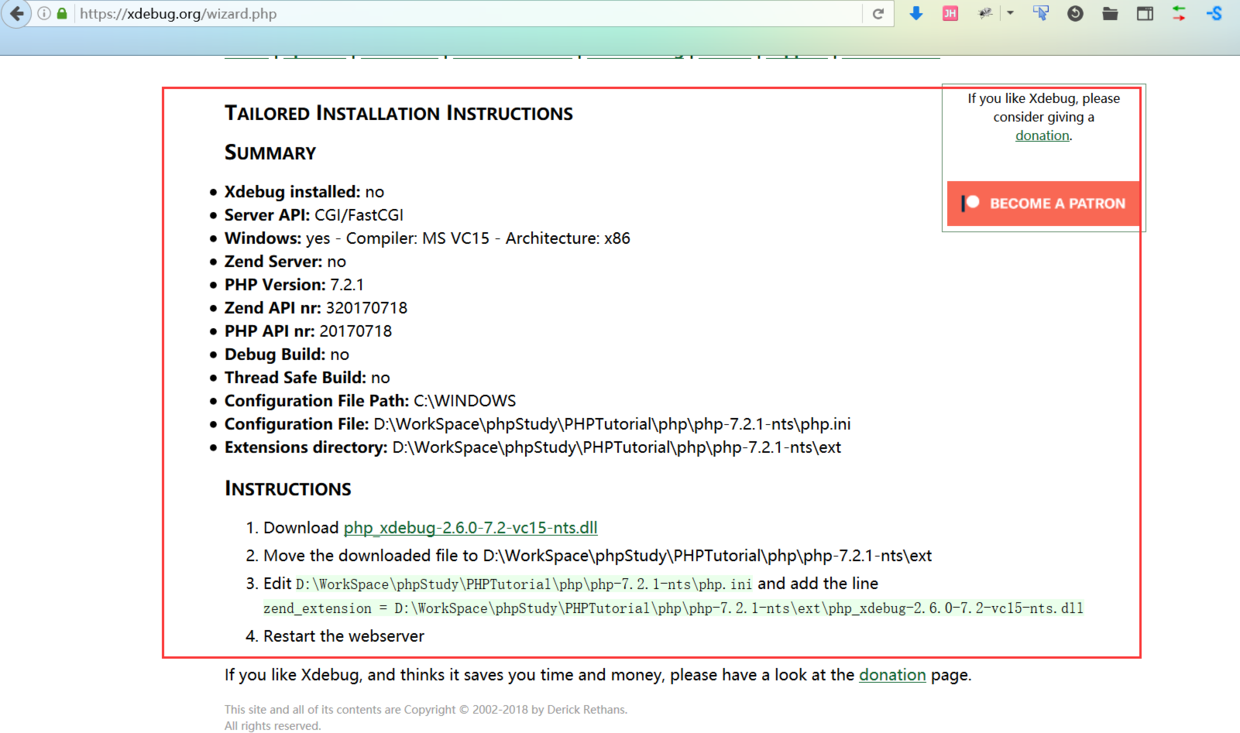 https://xdebug.org/wizard.php
JH
If you like Xdebug, please
consider giving a
donation.
BECOME A PATRON
TAILORED INSTALLATION INSTRUCTIONS
SUMMARY
• Xdebug installed: no
• Server API: CGI/FastCGI
• Windows: yes - Compiler: MS VC15 - Architecture: x86
• Zend Server: no
• PHP Version: 7.2.1
• Zend API nr: 320170718
• PHP API nr: 20170718
• Debug Build: no
• Thread Safe Build: no
• Configuration File Path: C:\WINDOWS
• Configuration File: D:\WorkSpace\phpStudy\PHPTutorial\php\php-7.2.1-nts\php.ini
• Extensions directory: D:\WorkSpace\phpStudy\PHPTutorial\php\php-7.2.1-nts\ext
INSTRUCTIONS
1. Download php_xdebug-2.6.0-7.2-vc15-nts.dll
2. Move the downloaded file to D:\WorkSpace\phpStudy\PHPTutorial\php\php-7.2.1-nts\ext
3. Edit D:\WorkSpace\phpStudy\PHPTutorial\php\php-7.2.1-nts\php.ini and add the line
zend_extension = D:\WorkSpace\phpStudy\PHPTutorial\php\php-7.2.1-nts\ext\php_xdebug-2.6.0-7.2-vc15-nts.dll
4. Restart the webserver
If you like Xdebug, and thinks it saves you time and money, please have a look at the donation page.
This site and all of its contents are Copyright © 2002-2018 by Derick Rethans.
All rights reserved.